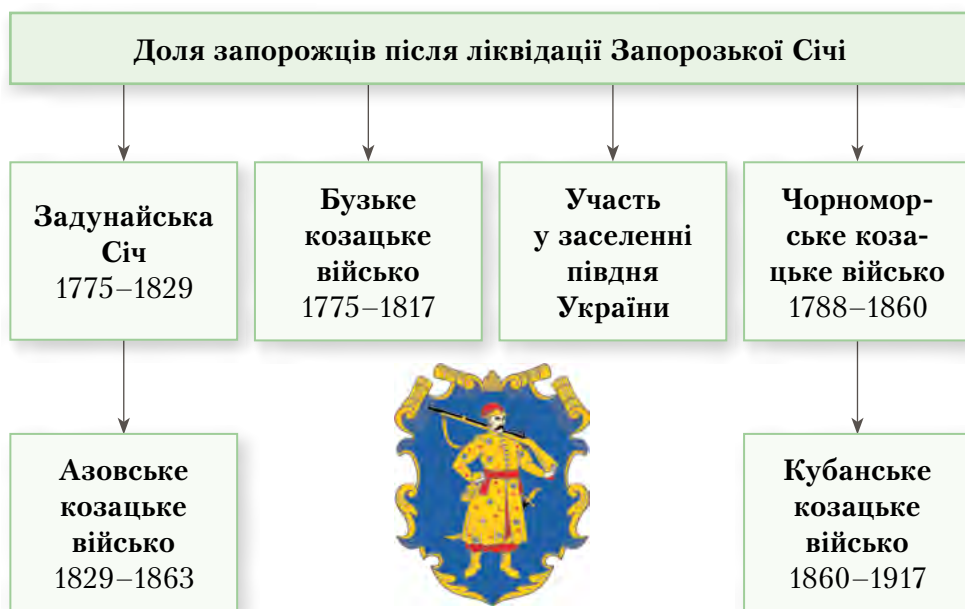 Доля запорожців після ліквідації Запорозької Січі
Задунайська
Січ
1775–1829
Бузьке
козацьке
військо
1775–1817
Участь
у заселенні
півдня
України
Чорномор-
ське коза-
цьке військо
1788–1860
Азовське
козацьке
військо
1829–1863
Кубанське
козацьке
військо
1860–1917